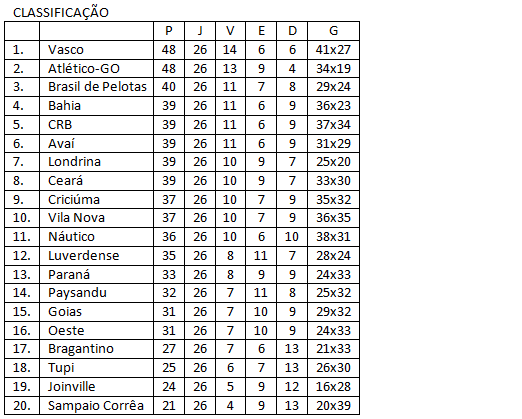 CLASSIFICAÇÃO
P J V E D G
1. Vasco 48 26 14 6 6 41x27
2. Atlético-GO 48 26 13 9 4 34x19
3. Brasil de Pelotas 40 26 11 7 8 29x24
4. Bahia 39 26 11 6 9 36x23
5. CRB 39 26 11 6 9 37x34
6. Avaí 39 26 11 6 9 31x29
7. Londrina 39 26 10 9 7 25x20
8. Ceará 39 26 10 9 7 33x30
9. Criciúma 37 26 10 7 9 35x32
10. Vila Nova 37 26 10 7 9 36x35
11. Náutico 36 26 10 6 10 38x31
12. Luverdense 35 26 8 11 7 28x24
13. Paraná 33 26 8 9 9 24x33
14. Paysandu 32 26 7 11 8 25x32
15. Goias 31 26 7 10 9 29x32
16. Oeste 31 26 7 10 9 24x33
17. Bragantino 27 26 7 6 13 21x33
18. Tupi 25 26 6 7 13 26x30
19. Joinville 24 26 5 9 12 16x28
20. Sampaio Corrêa 21 26 4 9 13 20x39